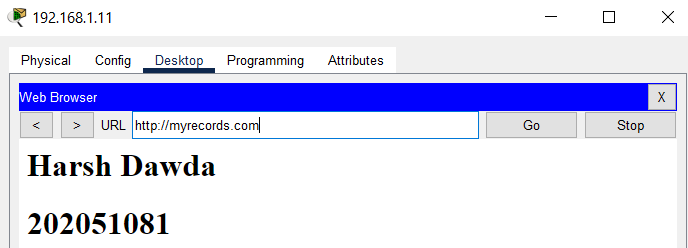 192.168.1.11
Physical Config Desktop Programming Attributes
Web Browser X
< > URL http://myrecords.com Go Stop
Harsh Dawda
202051081